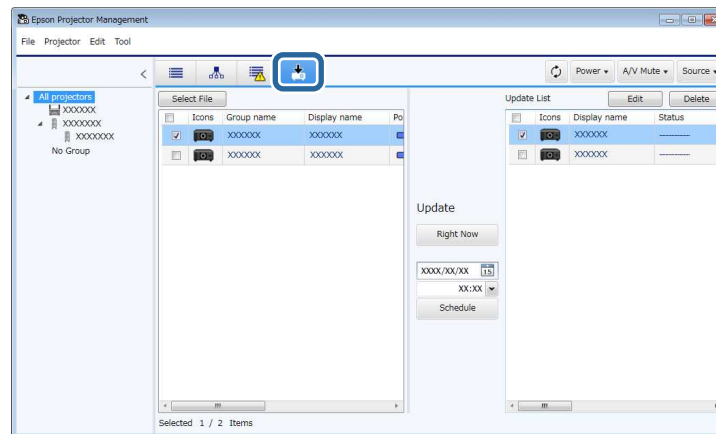 Epson Projector Management
File Projector Edit Tool
Power A/V Mute Source
All projectors
XXXXXX
XXXXXXX
XXXXXXX
No Group
Select File
Icons Group name Display name Po
XXXXXX XXXXXX
XXXXXX XXXXXX
Update
Right Now
XXXX/XX/XX 15
XX:XX
Schedule
Update List Edit Delete
Icons Display name Status
XXXXXX ----------
XXXXXX ----------
Selected 1 / 2 Items